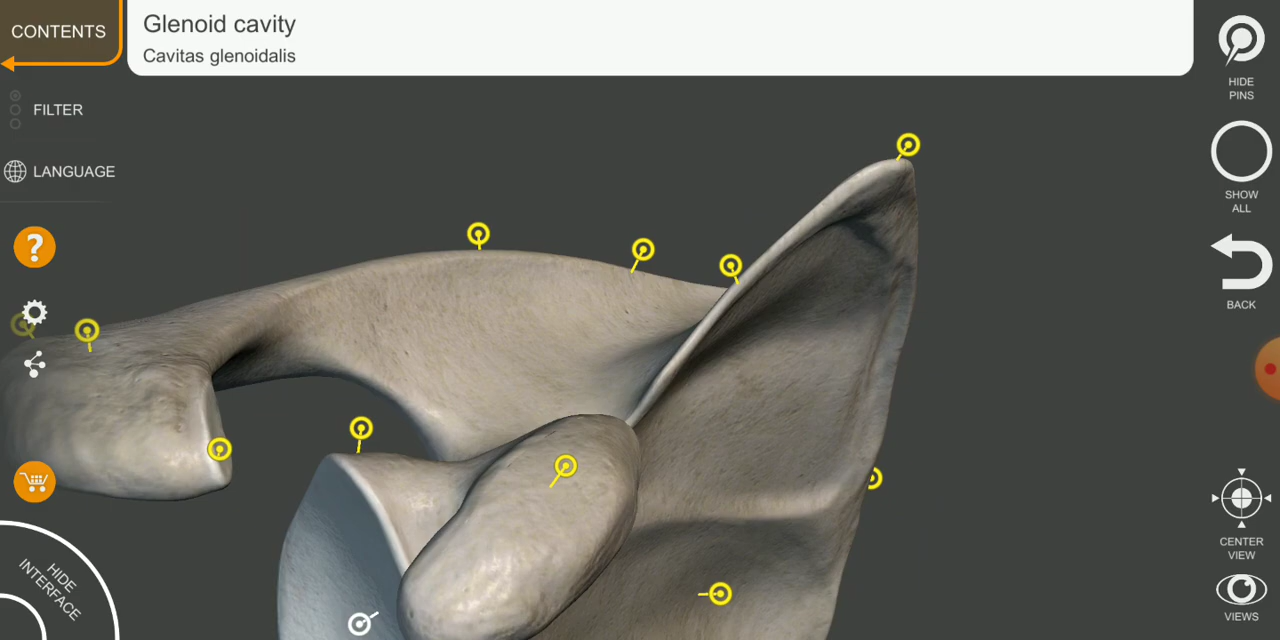 CONTENTS
Glenoid cavity
Cavitas glenoidalis
FILTER
LANGUAGE
?
HIDE
INTERFACE
HIDE
PINS
SHOW
ALL
BACK
CENTER
VIEW
VIEWS